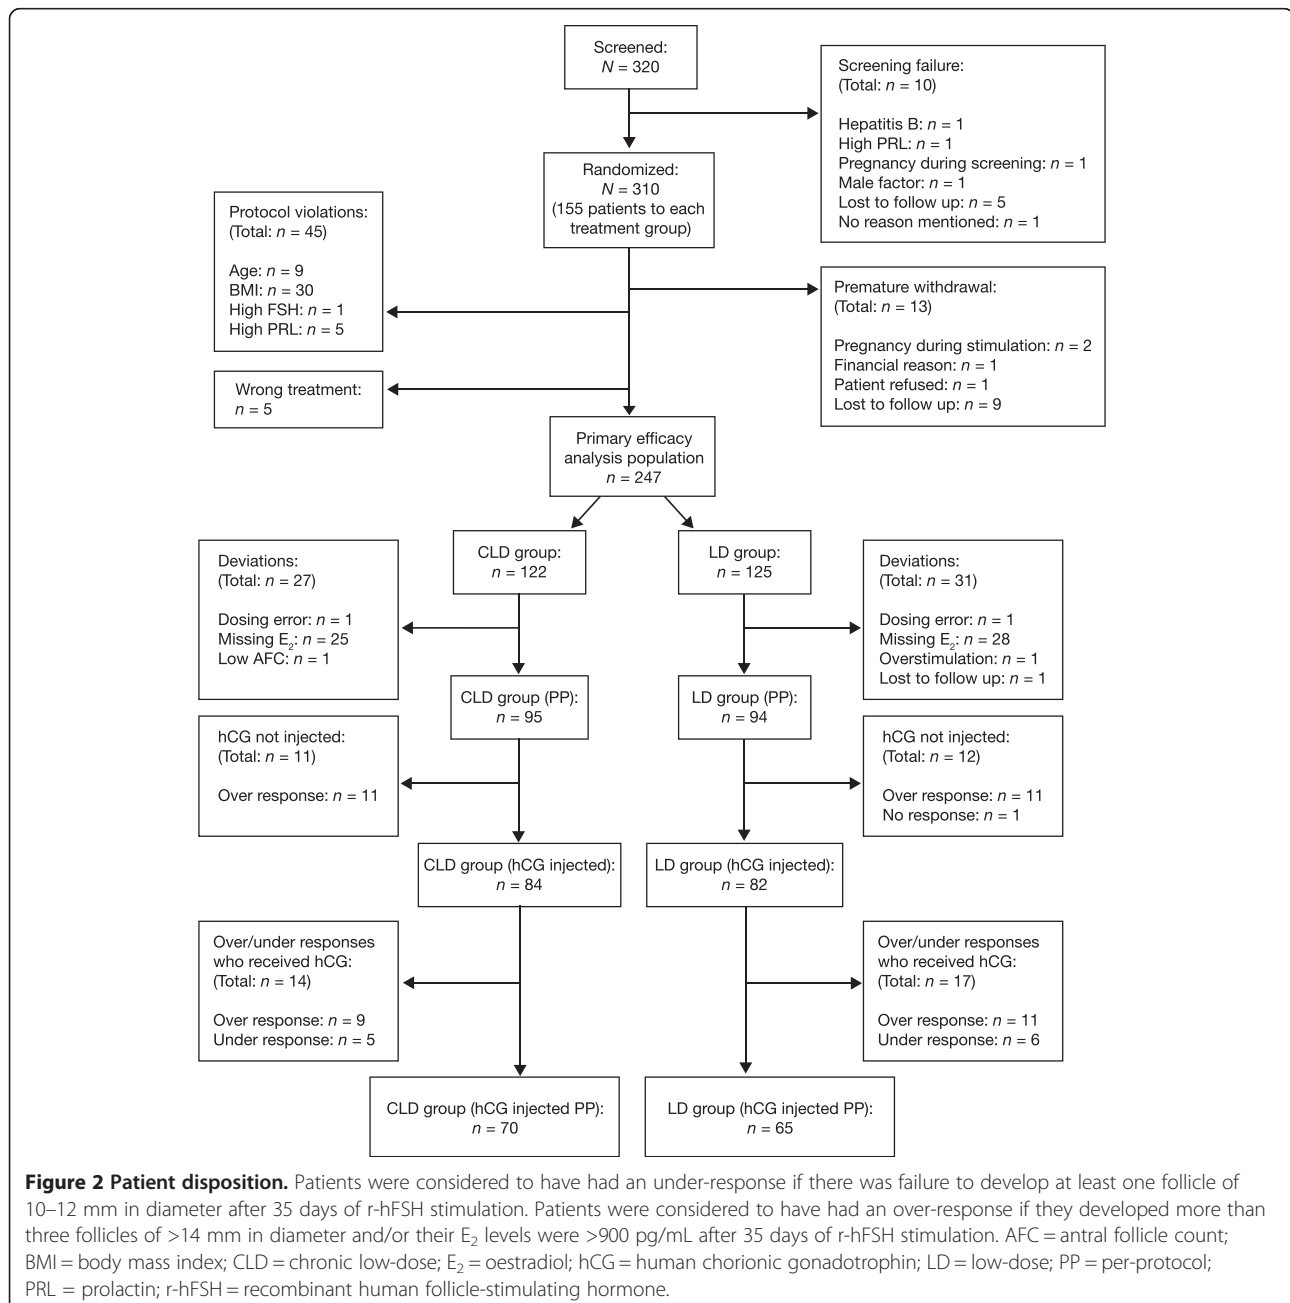 Screened:
N = 320
Screening failure:
(Total: n = 10)
Hepatitis B: n = 1
High PRL: n = 1
Pregnancy during screening: n = 1
Male factor: n = 1
Lost to follow up: n = 5
No reason mentioned: n = 1
Randomized:
N = 310
(155 patients to each
treatment group)
Protocol violations:
(Total: n = 45)
Age: n = 9
BMI: n = 30
High FSH: n = 1
High PRL: n = 5
Premature withdrawal:
(Total: n = 13)
Pregnancy during stimulation: n = 2
Financial reason: n = 1
Patient refused: n = 1
Lost to follow up: n = 9
Wrong treatment:
n = 5
Primary efficacy
analysis population
n = 247
CLD group:
n = 122
LD group:
n = 125
Deviations:
(Total: n = 27)
Dosing error: n = 1
Missing E₂: n = 25
Low AFC: n = 1
Deviations:
(Total: n = 31)
Dosing error: n = 1
Missing E₂: n = 28
Overstimulation: n = 1
Lost to follow up: n = 1
CLD group (PP):
n = 95
LD group (PP):
n = 94
hCG not injected:
(Total: n = 11)
Over response: n = 11
hCG not injected:
(Total: n = 12)
Over response: n = 11
No response: n = 1
CLD group (hCG injected):
n = 84
LD group (hCG injected):
n = 82
Over/under responses
who received hCG:
(Total: n = 14)
Over response: n = 9
Under response: n = 5
Over/under responses
who received hCG:
(Total: n = 17)
Over response: n = 11
Under response: n = 6
CLD group (hCG injected PP):
n = 70
LD group (hCG injected PP):
n = 65
Figure 2 Patient disposition. Patients were considered to have had an under-response if there was failure to develop at least one follicle of
10–12 mm in diameter after 35 days of r-hFSH stimulation. Patients were considered to have had an over-response if they developed more than
three follicles of >14 mm in diameter and/or their E₂ levels were >900 pg/mL after 35 days of r-hFSH stimulation. AFC = antral follicle count;
BMI = body mass index; CLD = chronic low-dose; E₂ = oestradiol; hCG = human chorionic gonadotrophin; LD = low-dose; PP = per-protocol;
PRL = prolactin; r-hFSH = recombinant human follicle-stimulating hormone.